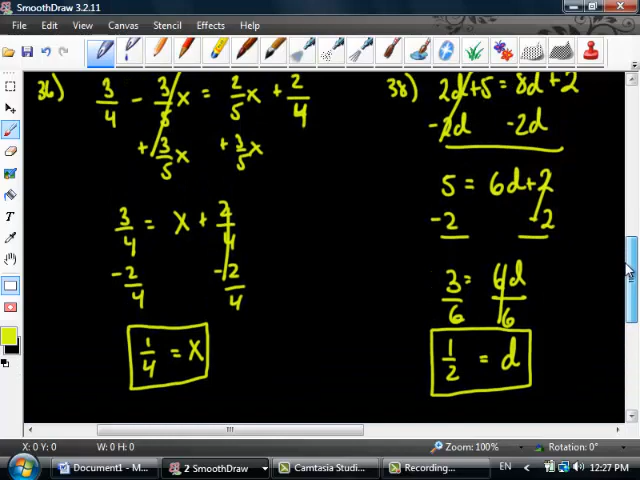 SmoothDraw 3.2.11
File Edit View Canvas Stencil Effects Help
36) 3/4 - 3/5x = 2/5x + 2/4
+3/5x +3/5x
3/4 = x + 2/4
-2/4 -2/4
1/4 = x
38) 2d+5 = 8d+2
-2d -2d
5 = 6d+2
-2 -2
3/6 = 6d/6
1/2 = d
X: 0 Y: 0 W: 0 H: 0 Zoom: 100% Rotation: 0°
Document1 - M... 2 SmoothDraw Camtasia Studi... Recording... EN 12:27 PM